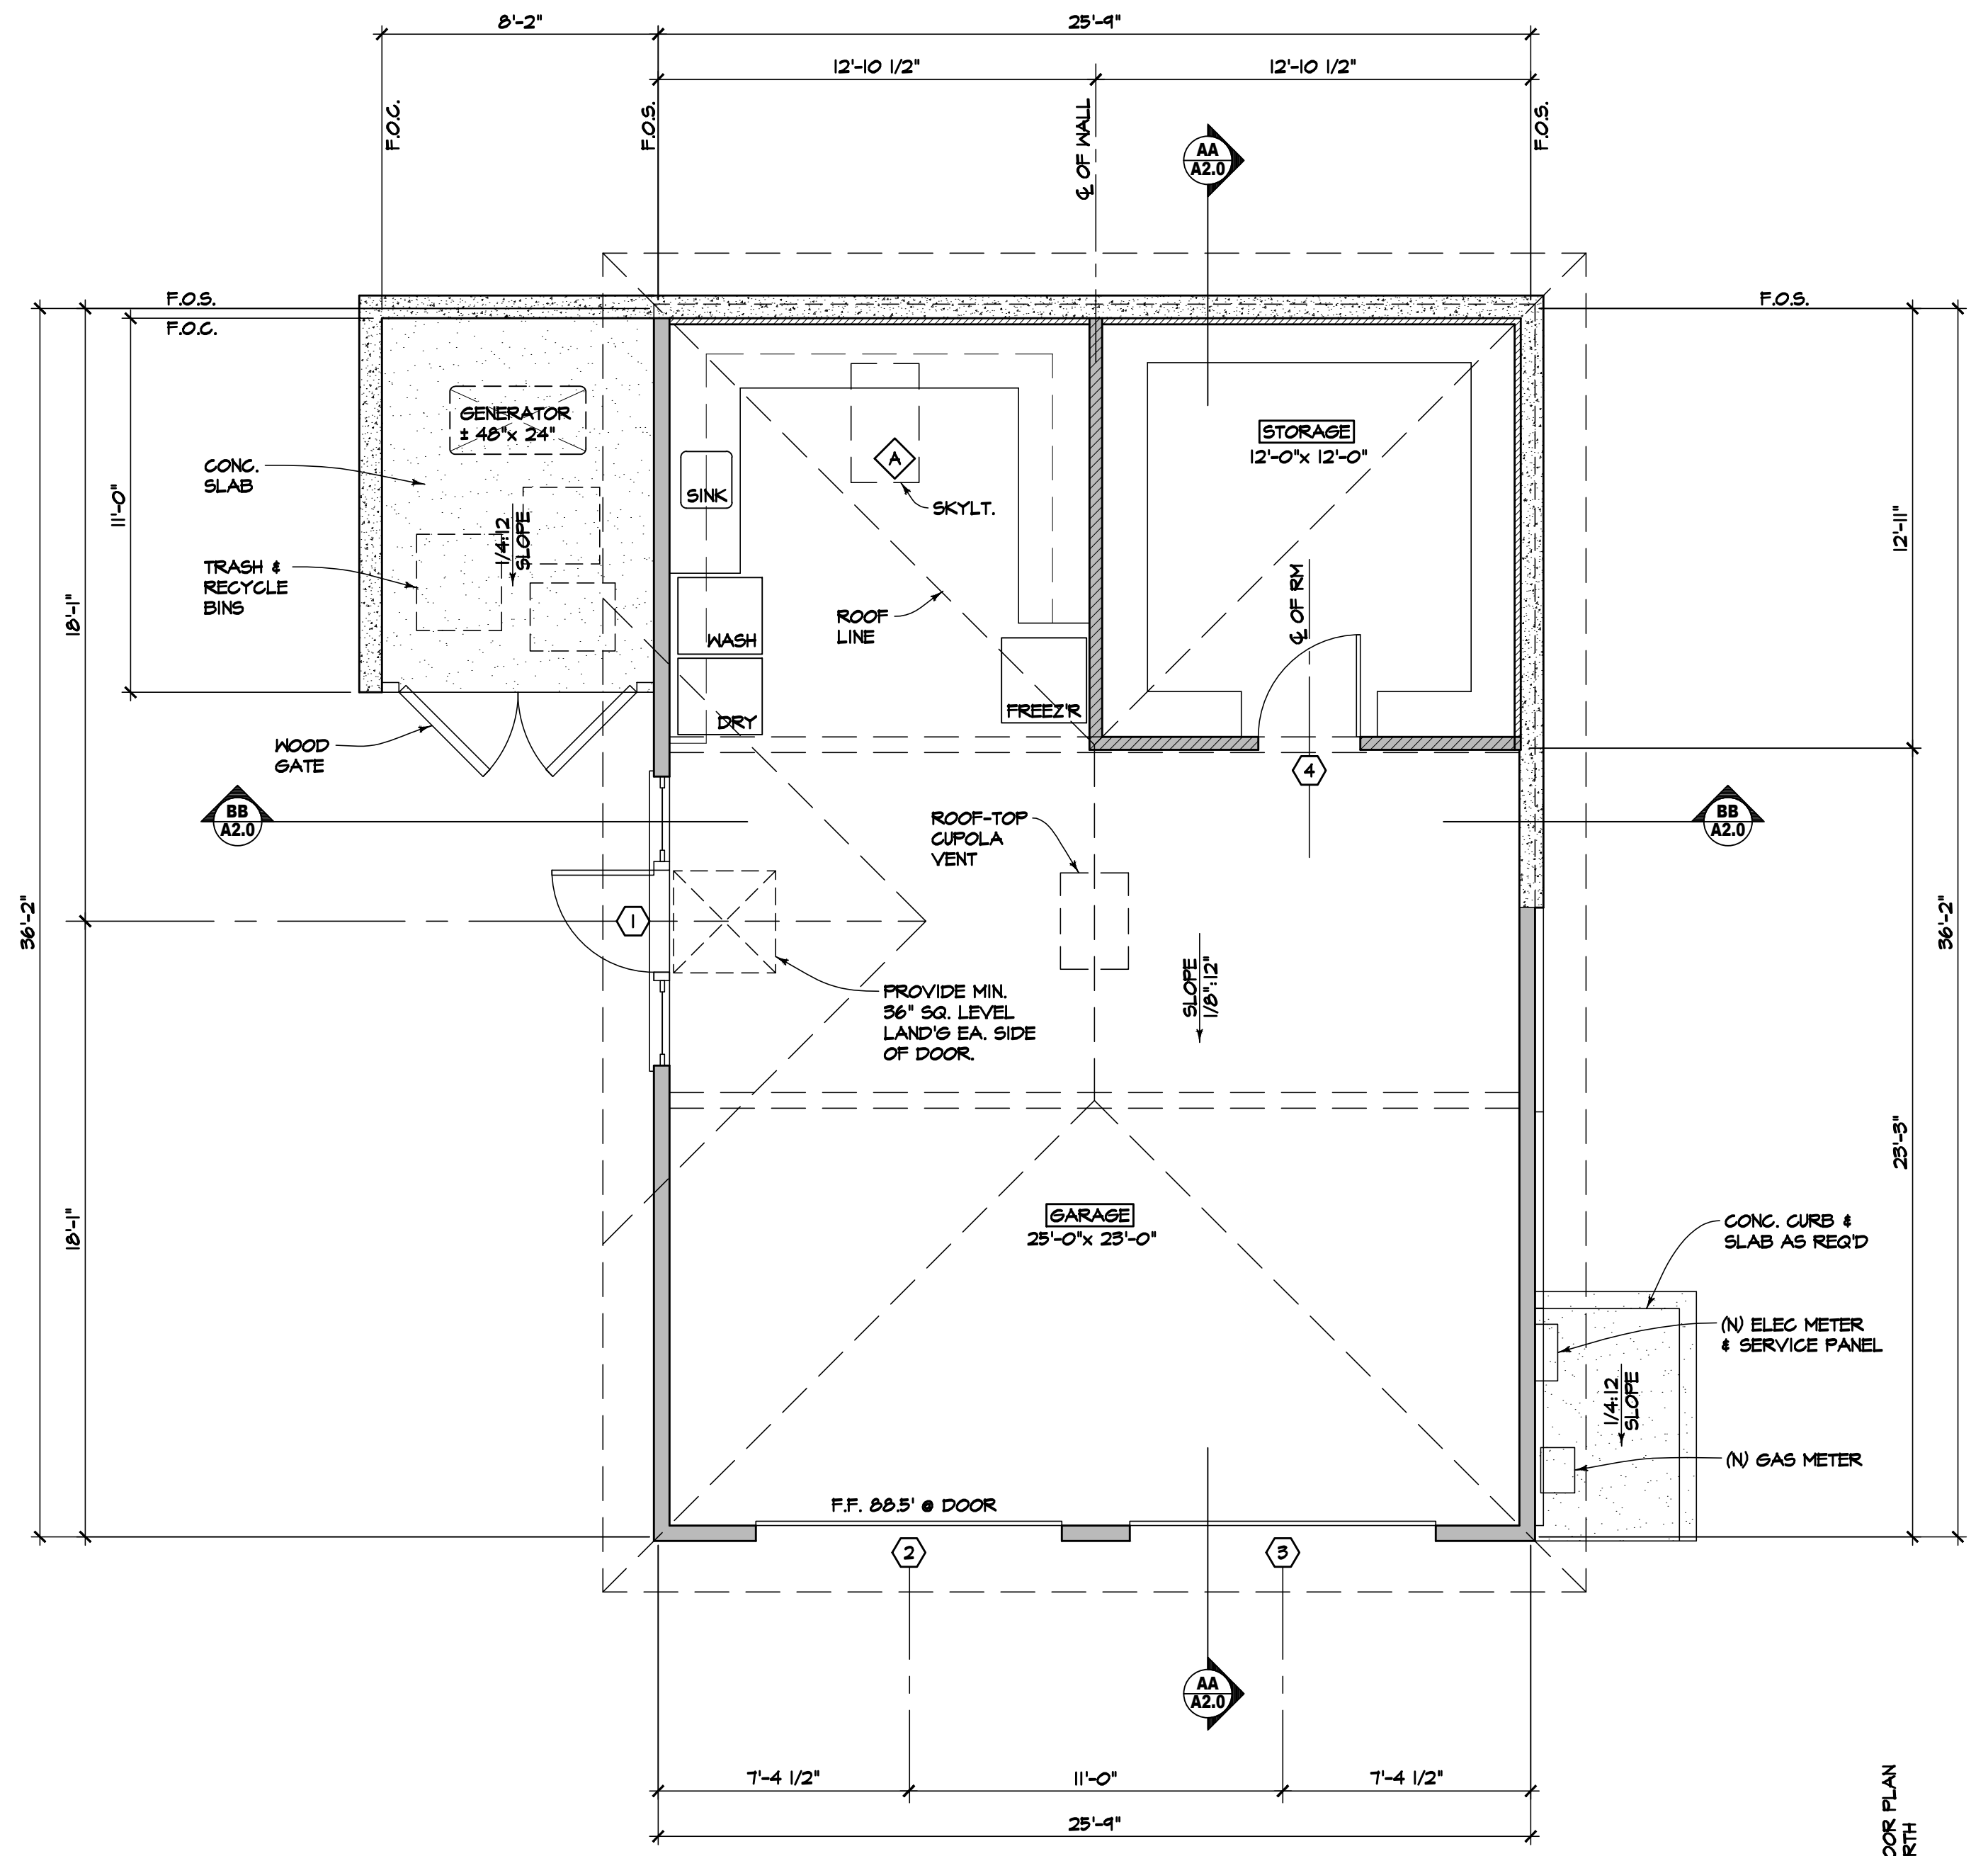 8'-2"
25'-9"
12'-10 1/2"
12'-10 1/2"
F.O.C.
F.O.S.
℄ OF WALL
F.O.S.
AA
A2.0
F.O.S.
F.O.C.
F.O.S.
GENERATOR
± 48"x 24"
CONC.
SLAB
11'-0"
TRASH &
RECYCLE
BINS
1/4:12
SLOPE
SINK
A
SKYLT.
STORAGE
12'-0"x 12'-0"
12'-11"
18'-1"
WASH
ROOF
LINE
℄ OF RM
DRY
FREEZ'R
WOOD
GATE
4
BB
A2.0
ROOF-TOP
CUPOLA
VENT
BB
A2.0
36'-2"
1
36'-2"
PROVIDE MIN.
36" SQ. LEVEL
LAND'G EA. SIDE
OF DOOR.
SLOPE
1/8":12"
23'-3"
18'-1"
GARAGE
25'-0"x 23'-0"
CONC. CURB &
SLAB AS REQ'D
(N) ELEC METER
& SERVICE PANEL
1/4:12
SLOPE
(N) GAS METER
F.F. 88.5' @ DOOR
2
3
AA
A2.0
7'-4 1/2"
11'-0"
7'-4 1/2"
25'-9"
OOR PLAN
RTH